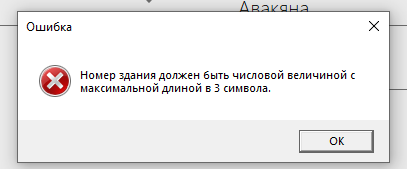 Авакяна
Ошибка
Номер здания должен быть числовой величиной с
максимальной длиной в 3 символа.
OK